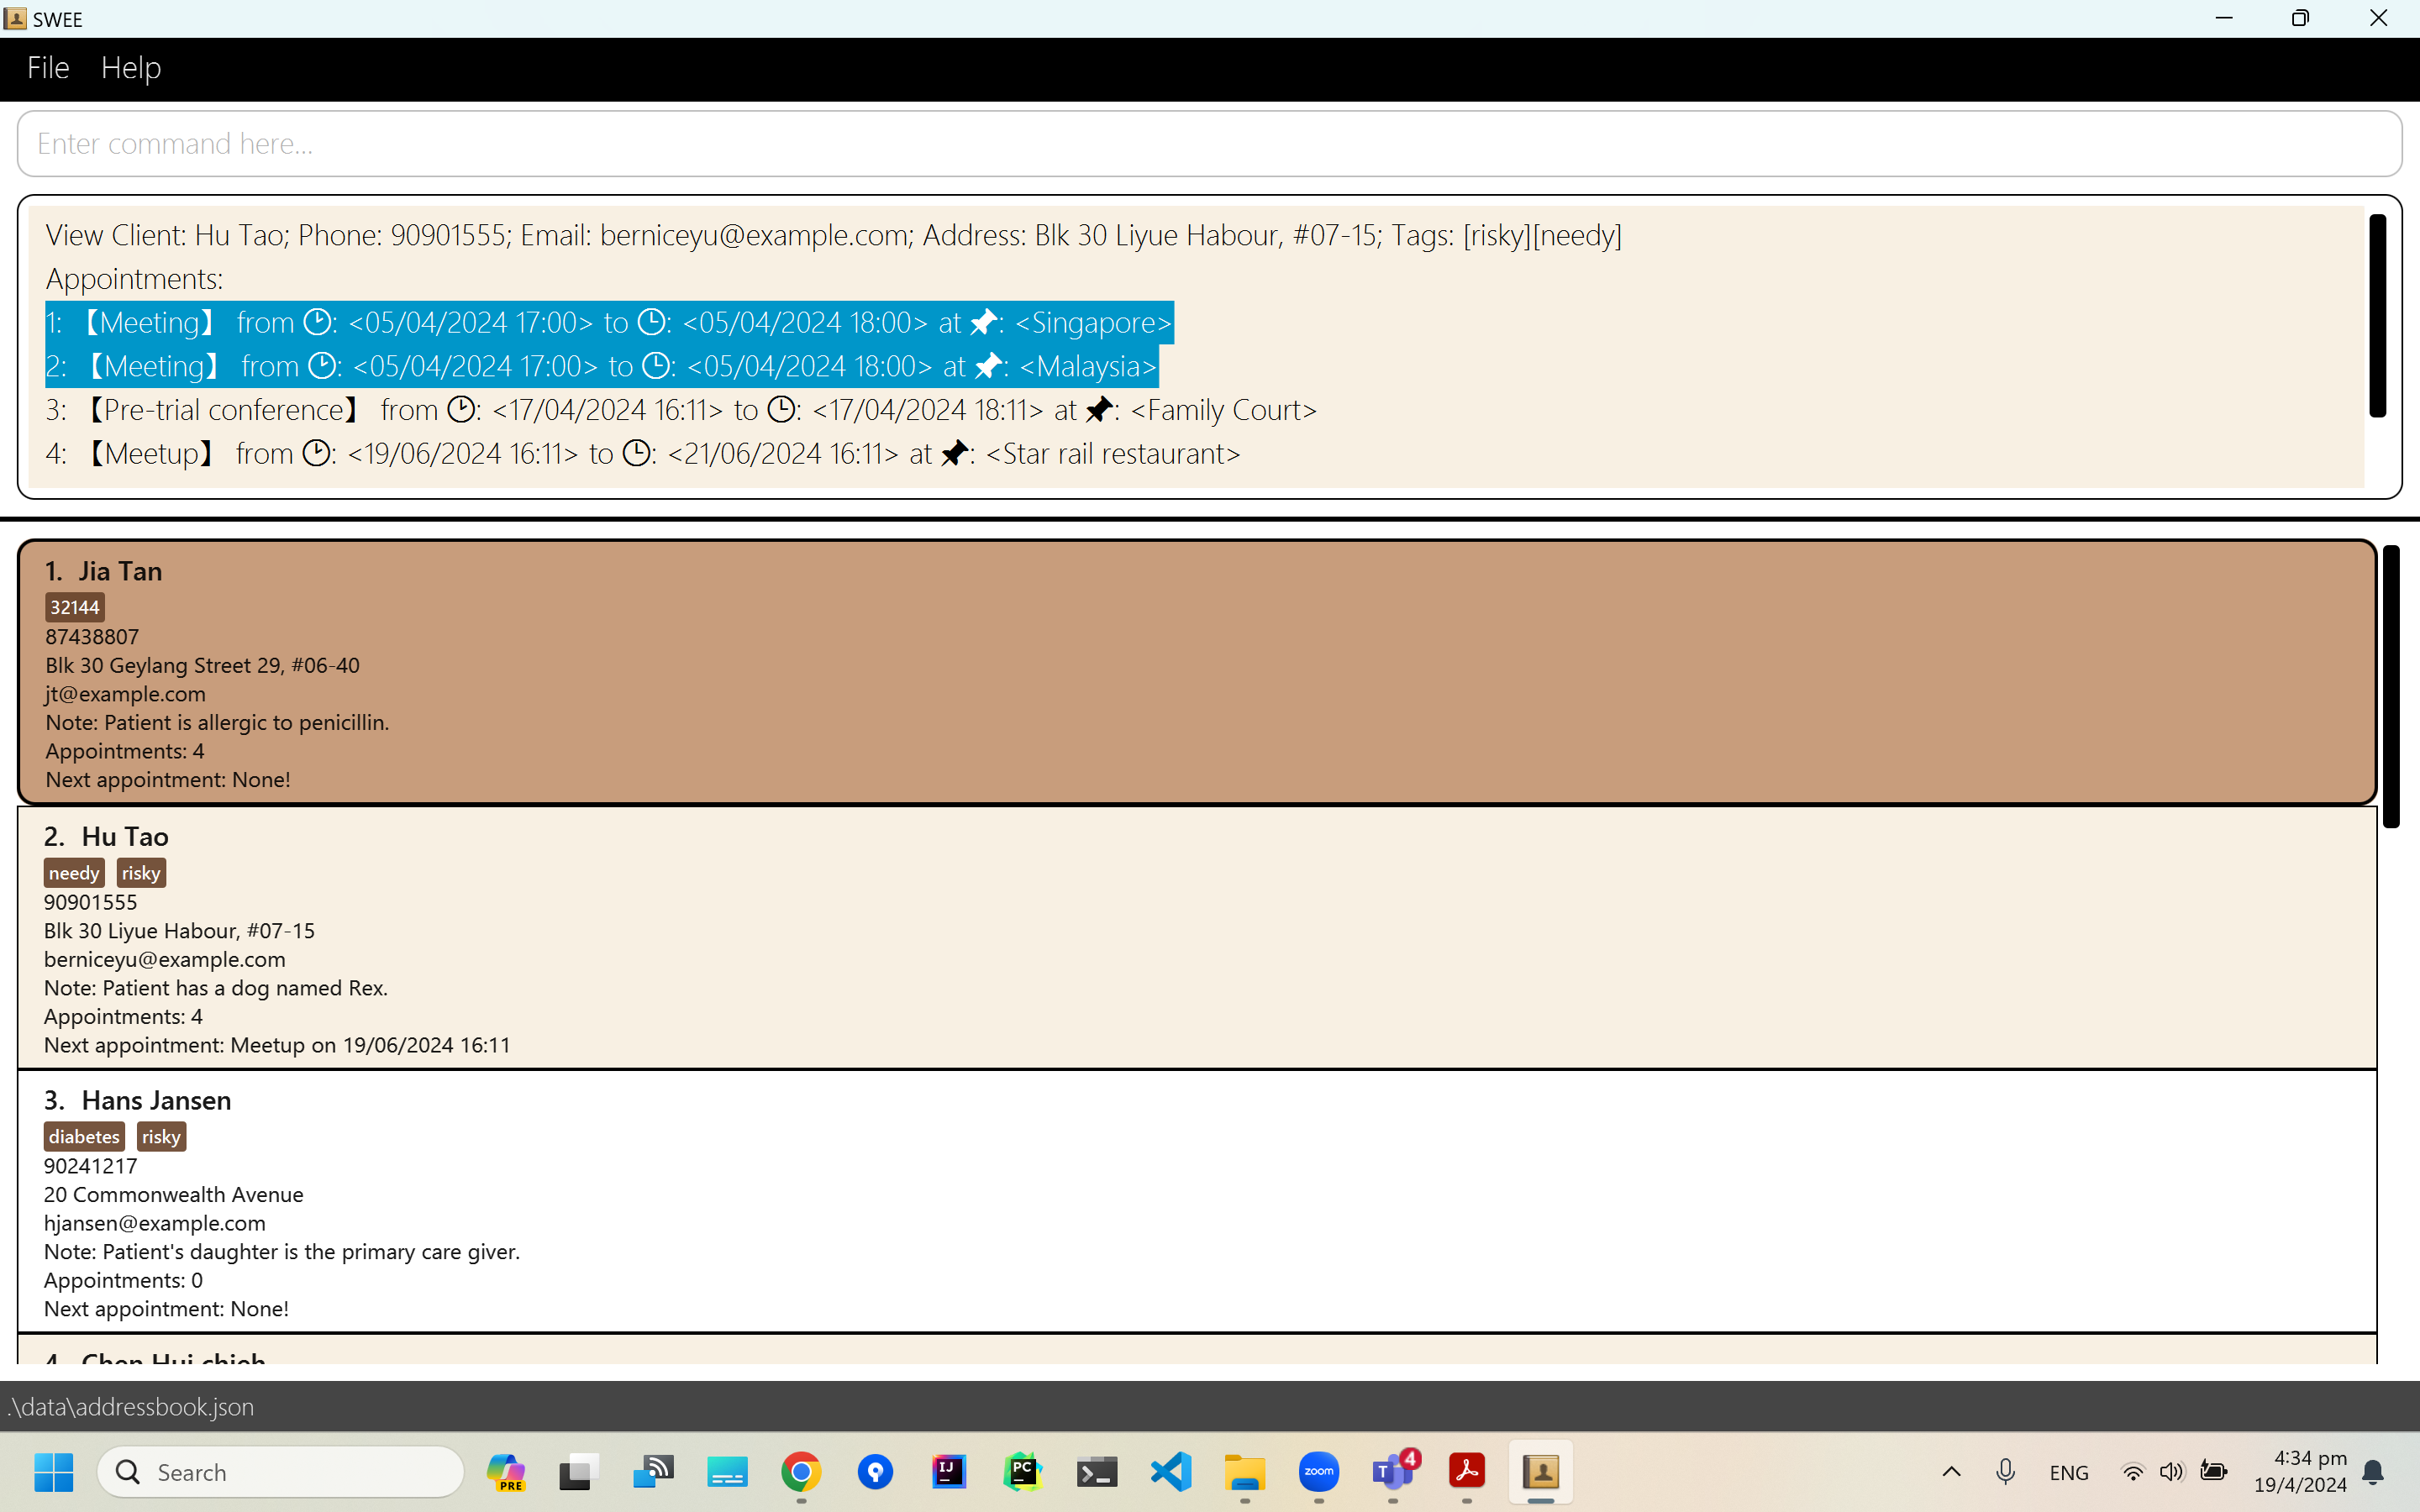 SWEE
File Help
Enter command here...
View Client: Hu Tao; Phone: 90901555; Email: berniceyu@example.com; Address: Blk 30 Liyue Habour, #07-15; Tags: [risky][needy]
Appointments:
1: 【Meeting】 from 🕑: <05/04/2024 17:00> to 🕒: <05/04/2024 18:00> at 📌: <Singapore>
2: 【Meeting】 from 🕑: <05/04/2024 17:00> to 🕒: <05/04/2024 18:00> at 📌: <Malaysia>
3: 【Pre-trial conference】 from 🕑: <17/04/2024 16:11> to 🕒: <17/04/2024 18:11> at 📌: <Family Court>
4: 【Meetup】 from 🕑: <19/06/2024 16:11> to 🕒: <21/06/2024 16:11> at 📌: <Star rail restaurant>
1. Jia Tan
32144
87438807
Blk 30 Geylang Street 29, #06-40
jt@example.com
Note: Patient is allergic to penicillin.
Appointments: 4
Next appointment: None!
2. Hu Tao
needy risky
90901555
Blk 30 Liyue Habour, #07-15
berniceyu@example.com
Note: Patient has a dog named Rex.
Appointments: 4
Next appointment: Meetup on 19/06/2024 16:11
3. Hans Jansen
diabetes risky
90241217
20 Commonwealth Avenue
hjansen@example.com
Note: Patient's daughter is the primary care giver.
Appointments: 0
Next appointment: None!
4. Chen Hui chieh
.\data\addressbook.json
Search
PRE
IJ
PC
zoom
T 4
ENG
4:34 pm
19/4/2024